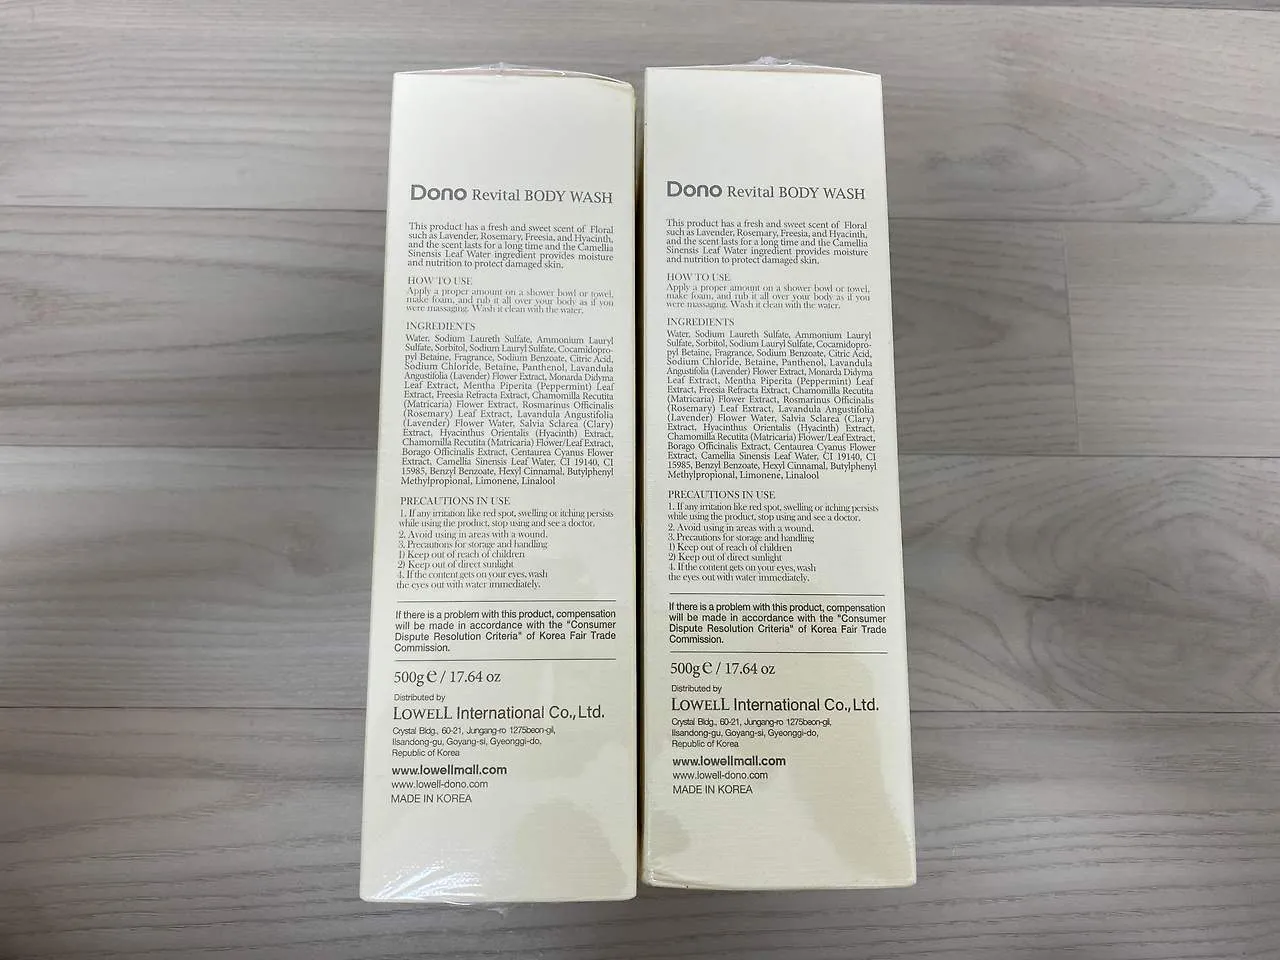 Dono Revital BODY WASH
This product has a fresh and sweet scent of Floral
such as Lavender, Rosemary, Freesia, and Hyacinth,
and the scent lasts for a long time and the Camellia
Sinensis Leaf Water ingredient provides moisture
and nutrition to protect damaged skin.
HOW TO USE
Apply a proper amount on a shower bowl or towel,
make foam, and rub it all over your body as if you
were massaging. Wash it clean with the water.
INGREDIENTS
Water, Sodium Laureth Sulfate, Ammonium Lauryl
Sulfate, Sorbitol, Sodium Lauryl Sulfate, Cocamidopro-
pyl Betaine, Fragrance, Sodium Benzoate, Citric Acid,
Sodium Chloride, Betaine, Panthenol, Lavandula
Angustifolia (Lavender) Flower Extract, Monarda Didyma
Leaf Extract, Mentha Piperita (Peppermint) Leaf
Extract, Freesia Refracta Extract, Chamomilla Recutita
(Matricaria) Flower Extract, Rosmarinus Officinalis
(Rosemary) Leaf Extract, Lavandula Angustifolia
(Lavender) Flower Water, Salvia Sclarea (Clary)
Extract, Hyacinthus Orientalis (Hyacinth) Extract,
Chamomilla Recutita (Matricaria) Flower/Leaf Extract,
Borago Officinalis Extract, Centaurea Cyanus Flower
Extract, Camellia Sinensis Leaf Water, CI 19140, CI
15985, Benzyl Benzoate, Hexyl Cinnamal, Butylphenyl
Methylpropional, Limonene, Linalool
PRECAUTIONS IN USE
1. If any irritation like red spot, swelling or itching persists
while using the product, stop using and see a doctor.
2. Avoid using in areas with a wound.
3. Precautions for storage and handling
1) Keep out of reach of children
2) Keep out of direct sunlight
4. If the content gets on your eyes, wash
the eyes out with water immediately.
If there is a problem with this product, compensation
will be made in accordance with the "Consumer
Dispute Resolution Criteria" of Korea Fair Trade
Commission.
500g℮ / 17.64 oz
Distributed by
LOWELL International Co., Ltd.
Crystal Bldg., 60-21, Jungang-ro 1275beon-gil,
Ilsandong-gu, Goyang-si, Gyeonggi-do,
Republic of Korea
www.lowellmall.com
www.lowell-dono.com
MADE IN KOREA
Dono Revital BODY WASH
This product has a fresh and sweet scent of Floral
such as Lavender, Rosemary, Freesia, and Hyacinth,
and the scent lasts for a long time and the Camellia
Sinensis Leaf Water ingredient provides moisture
and nutrition to protect damaged skin.
HOW TO USE
Apply a proper amount on a shower bowl or towel,
make foam, and rub it all over your body as if you
were massaging. Wash it clean with the water.
INGREDIENTS
Water, Sodium Laureth Sulfate, Ammonium Lauryl
Sulfate, Sorbitol, Sodium Lauryl Sulfate, Cocamidopro-
pyl Betaine, Fragrance, Sodium Benzoate, Citric Acid,
Sodium Chloride, Betaine, Panthenol, Lavandula
Angustifolia (Lavender) Flower Extract, Monarda Didyma
Leaf Extract, Mentha Piperita (Peppermint) Leaf
Extract, Freesia Refracta Extract, Chamomilla Recutita
(Matricaria) Flower Extract, Rosmarinus Officinalis
(Rosemary) Leaf Extract, Lavandula Angustifolia
(Lavender) Flower Water, Salvia Sclarea (Clary)
Extract, Hyacinthus Orientalis (Hyacinth) Extract,
Chamomilla Recutita (Matricaria) Flower/Leaf Extract,
Borago Officinalis Extract, Centaurea Cyanus Flower
Extract, Camellia Sinensis Leaf Water, CI 19140, CI
15985, Benzyl Benzoate, Hexyl Cinnamal, Butylphenyl
Methylpropional, Limonene, Linalool
PRECAUTIONS IN USE
1. If any irritation like red spot, swelling or itching persists
while using the product, stop using and see a doctor.
2. Avoid using in areas with a wound.
3. Precautions for storage and handling
1) Keep out of reach of children
2) Keep out of direct sunlight
4. If the content gets on your eyes, wash
the eyes out with water immediately.
If there is a problem with this product, compensation
will be made in accordance with the "Consumer
Dispute Resolution Criteria" of Korea Fair Trade
Commission.
500g℮ / 17.64 oz
Distributed by
LOWELL International Co., Ltd.
Crystal Bldg., 60-21, Jungang-ro 1275beon-gil,
Ilsandong-gu, Goyang-si, Gyeonggi-do,
Republic of Korea
www.lowellmall.com
www.lowell-dono.com
MADE IN KOREA